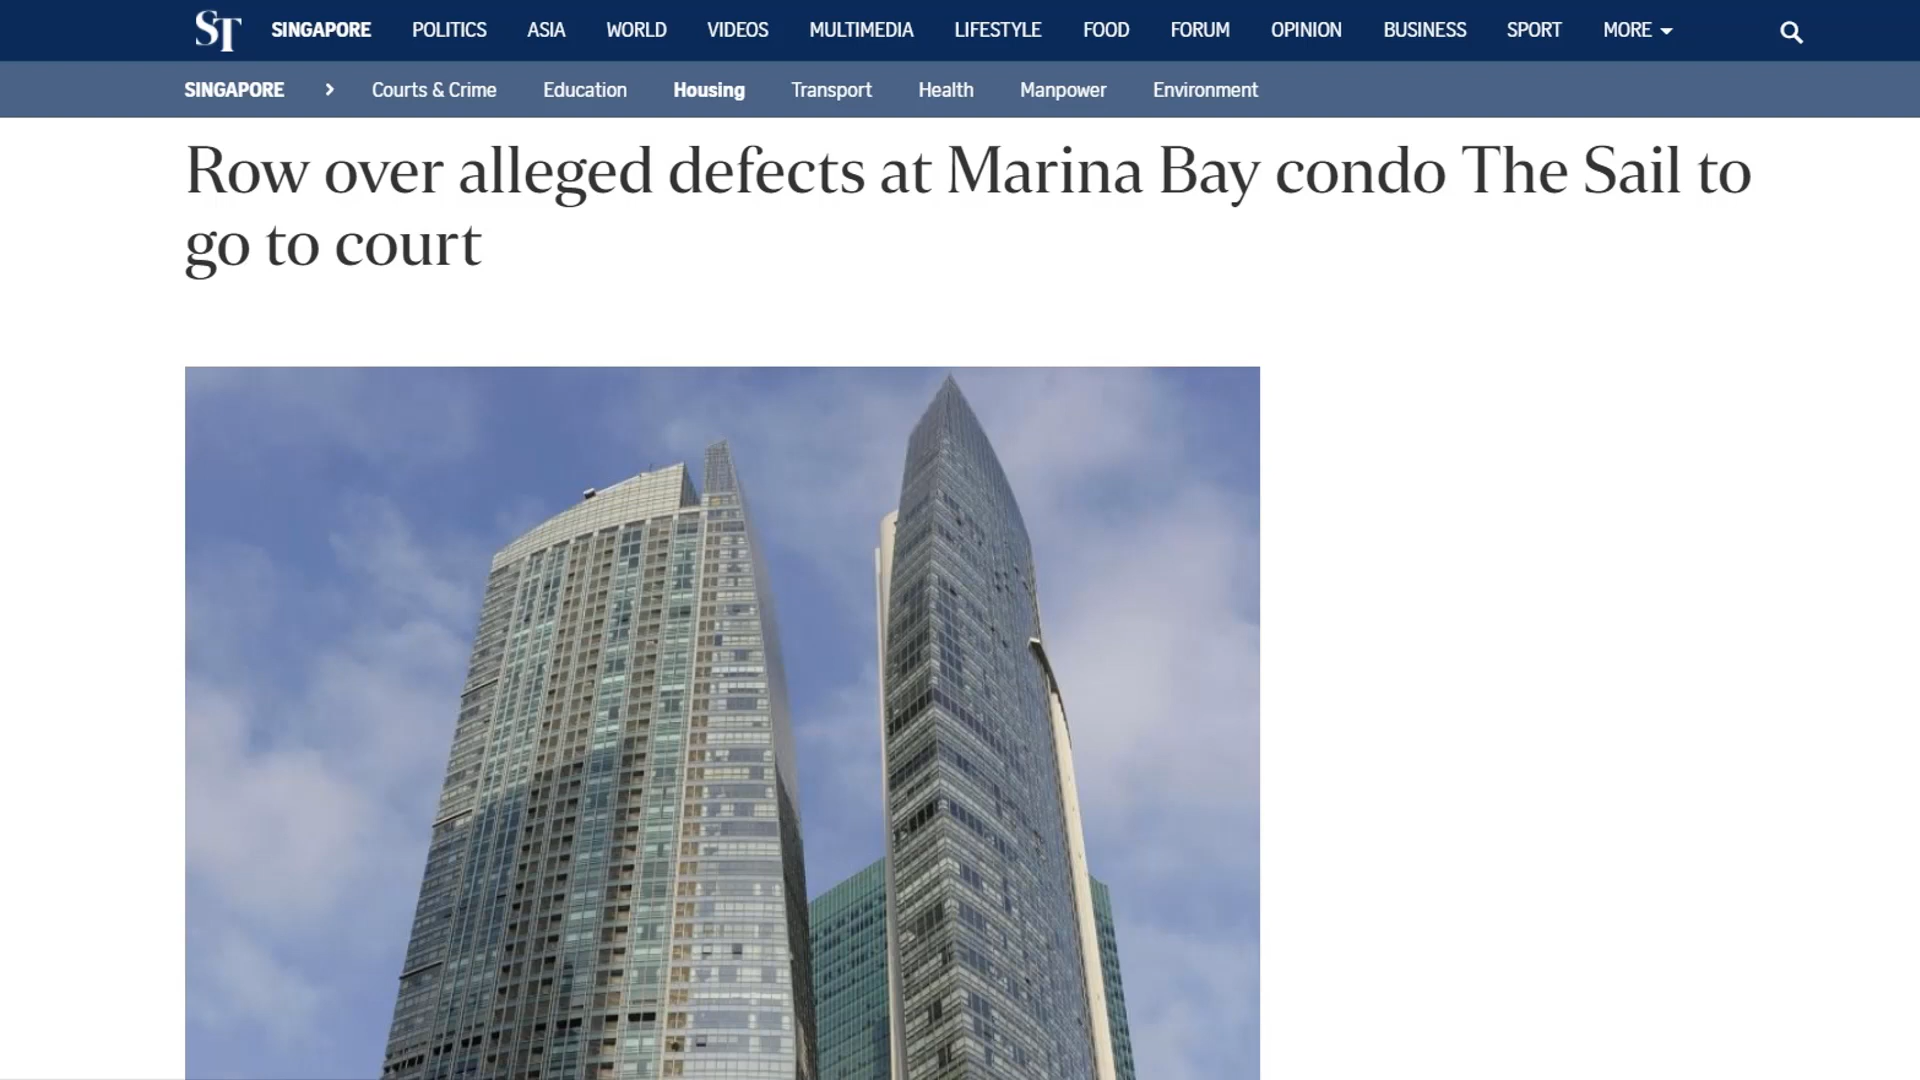 ST SINGAPORE POLITICS ASIA WORLD VIDEOS MULTIMEDIA LIFESTYLE FOOD FORUM OPINION BUSINESS SPORT MORE
SINGAPORE > Courts & Crime Education Housing Transport Health Manpower Environment
Row over alleged defects at Marina Bay condo The Sail to
go to court